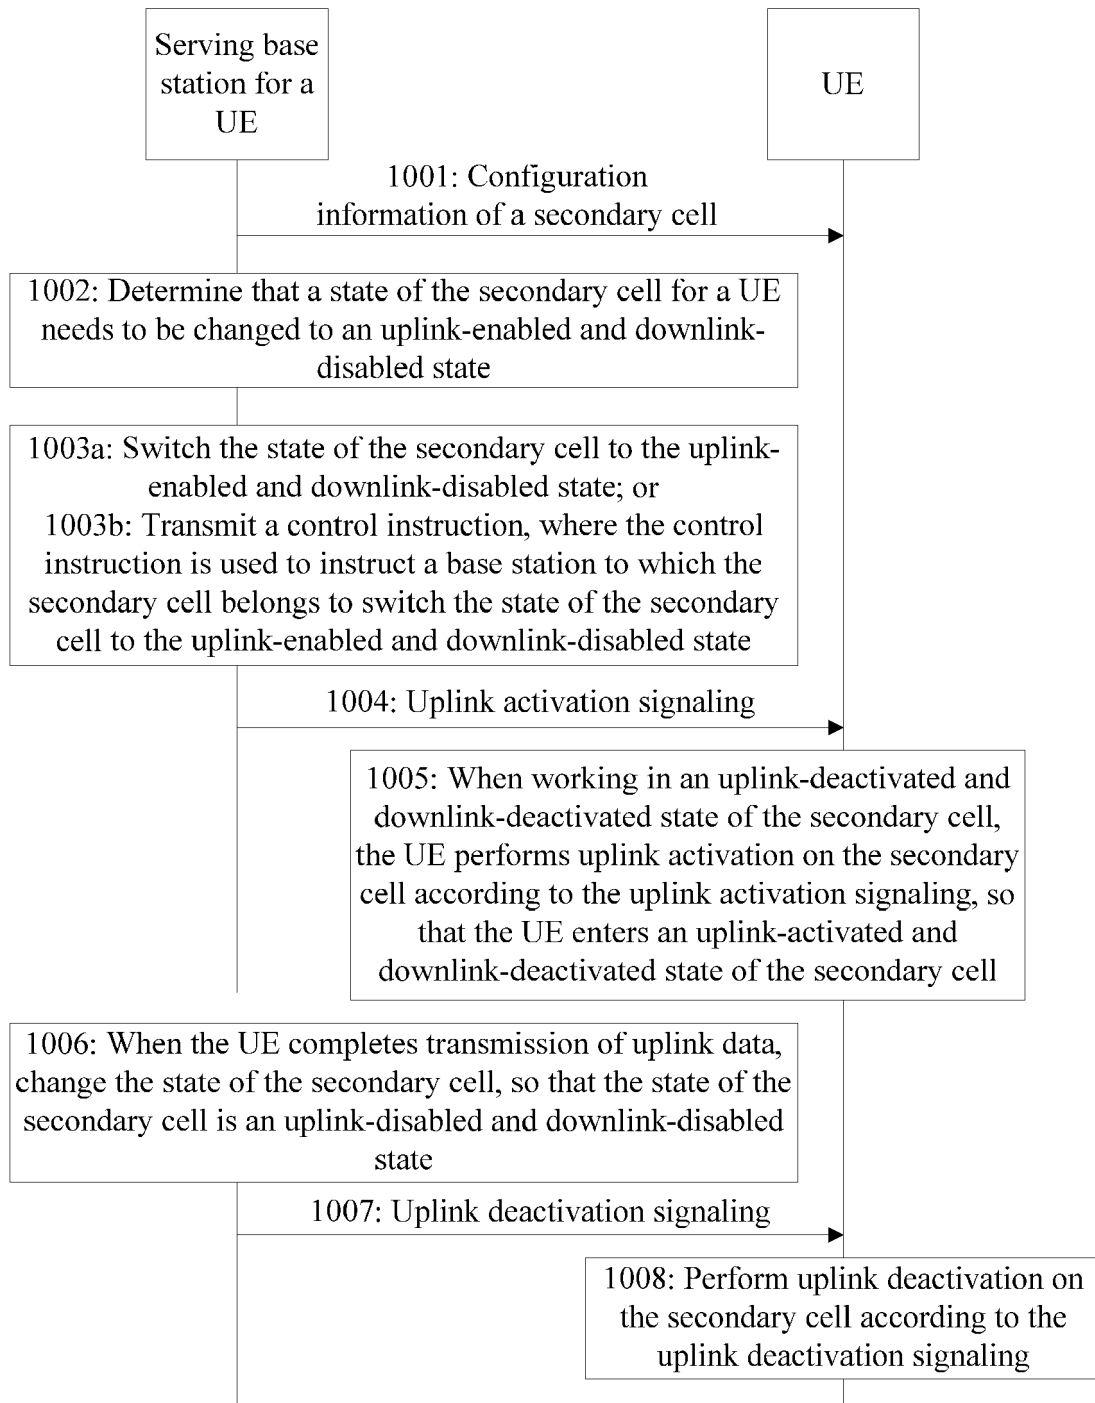 Serving base
station for a
UE
UE
1001: Configuration
information of a secondary cell
1002: Determine that a state of the secondary cell for a UE
needs to be changed to an uplink-enabled and downlink-
disabled state
1003a: Switch the state of the secondary cell to the uplink-
enabled and downlink-disabled state; or
1003b: Transmit a control instruction, where the control
instruction is used to instruct a base station to which the
secondary cell belongs to switch the state of the secondary
cell to the uplink-enabled and downlink-disabled state
1004: Uplink activation signaling
1005: When working in an uplink-deactivated and
downlink-deactivated state of the secondary cell,
the UE performs uplink activation on the secondary
cell according to the uplink activation signaling, so
that the UE enters an uplink-activated and
downlink-deactivated state of the secondary cell
1006: When the UE completes transmission of uplink data,
change the state of the secondary cell, so that the state of the
secondary cell is an uplink-disabled and downlink-disabled
state
1007: Uplink deactivation signaling
1008: Perform uplink deactivation on
the secondary cell according to the
uplink deactivation signaling